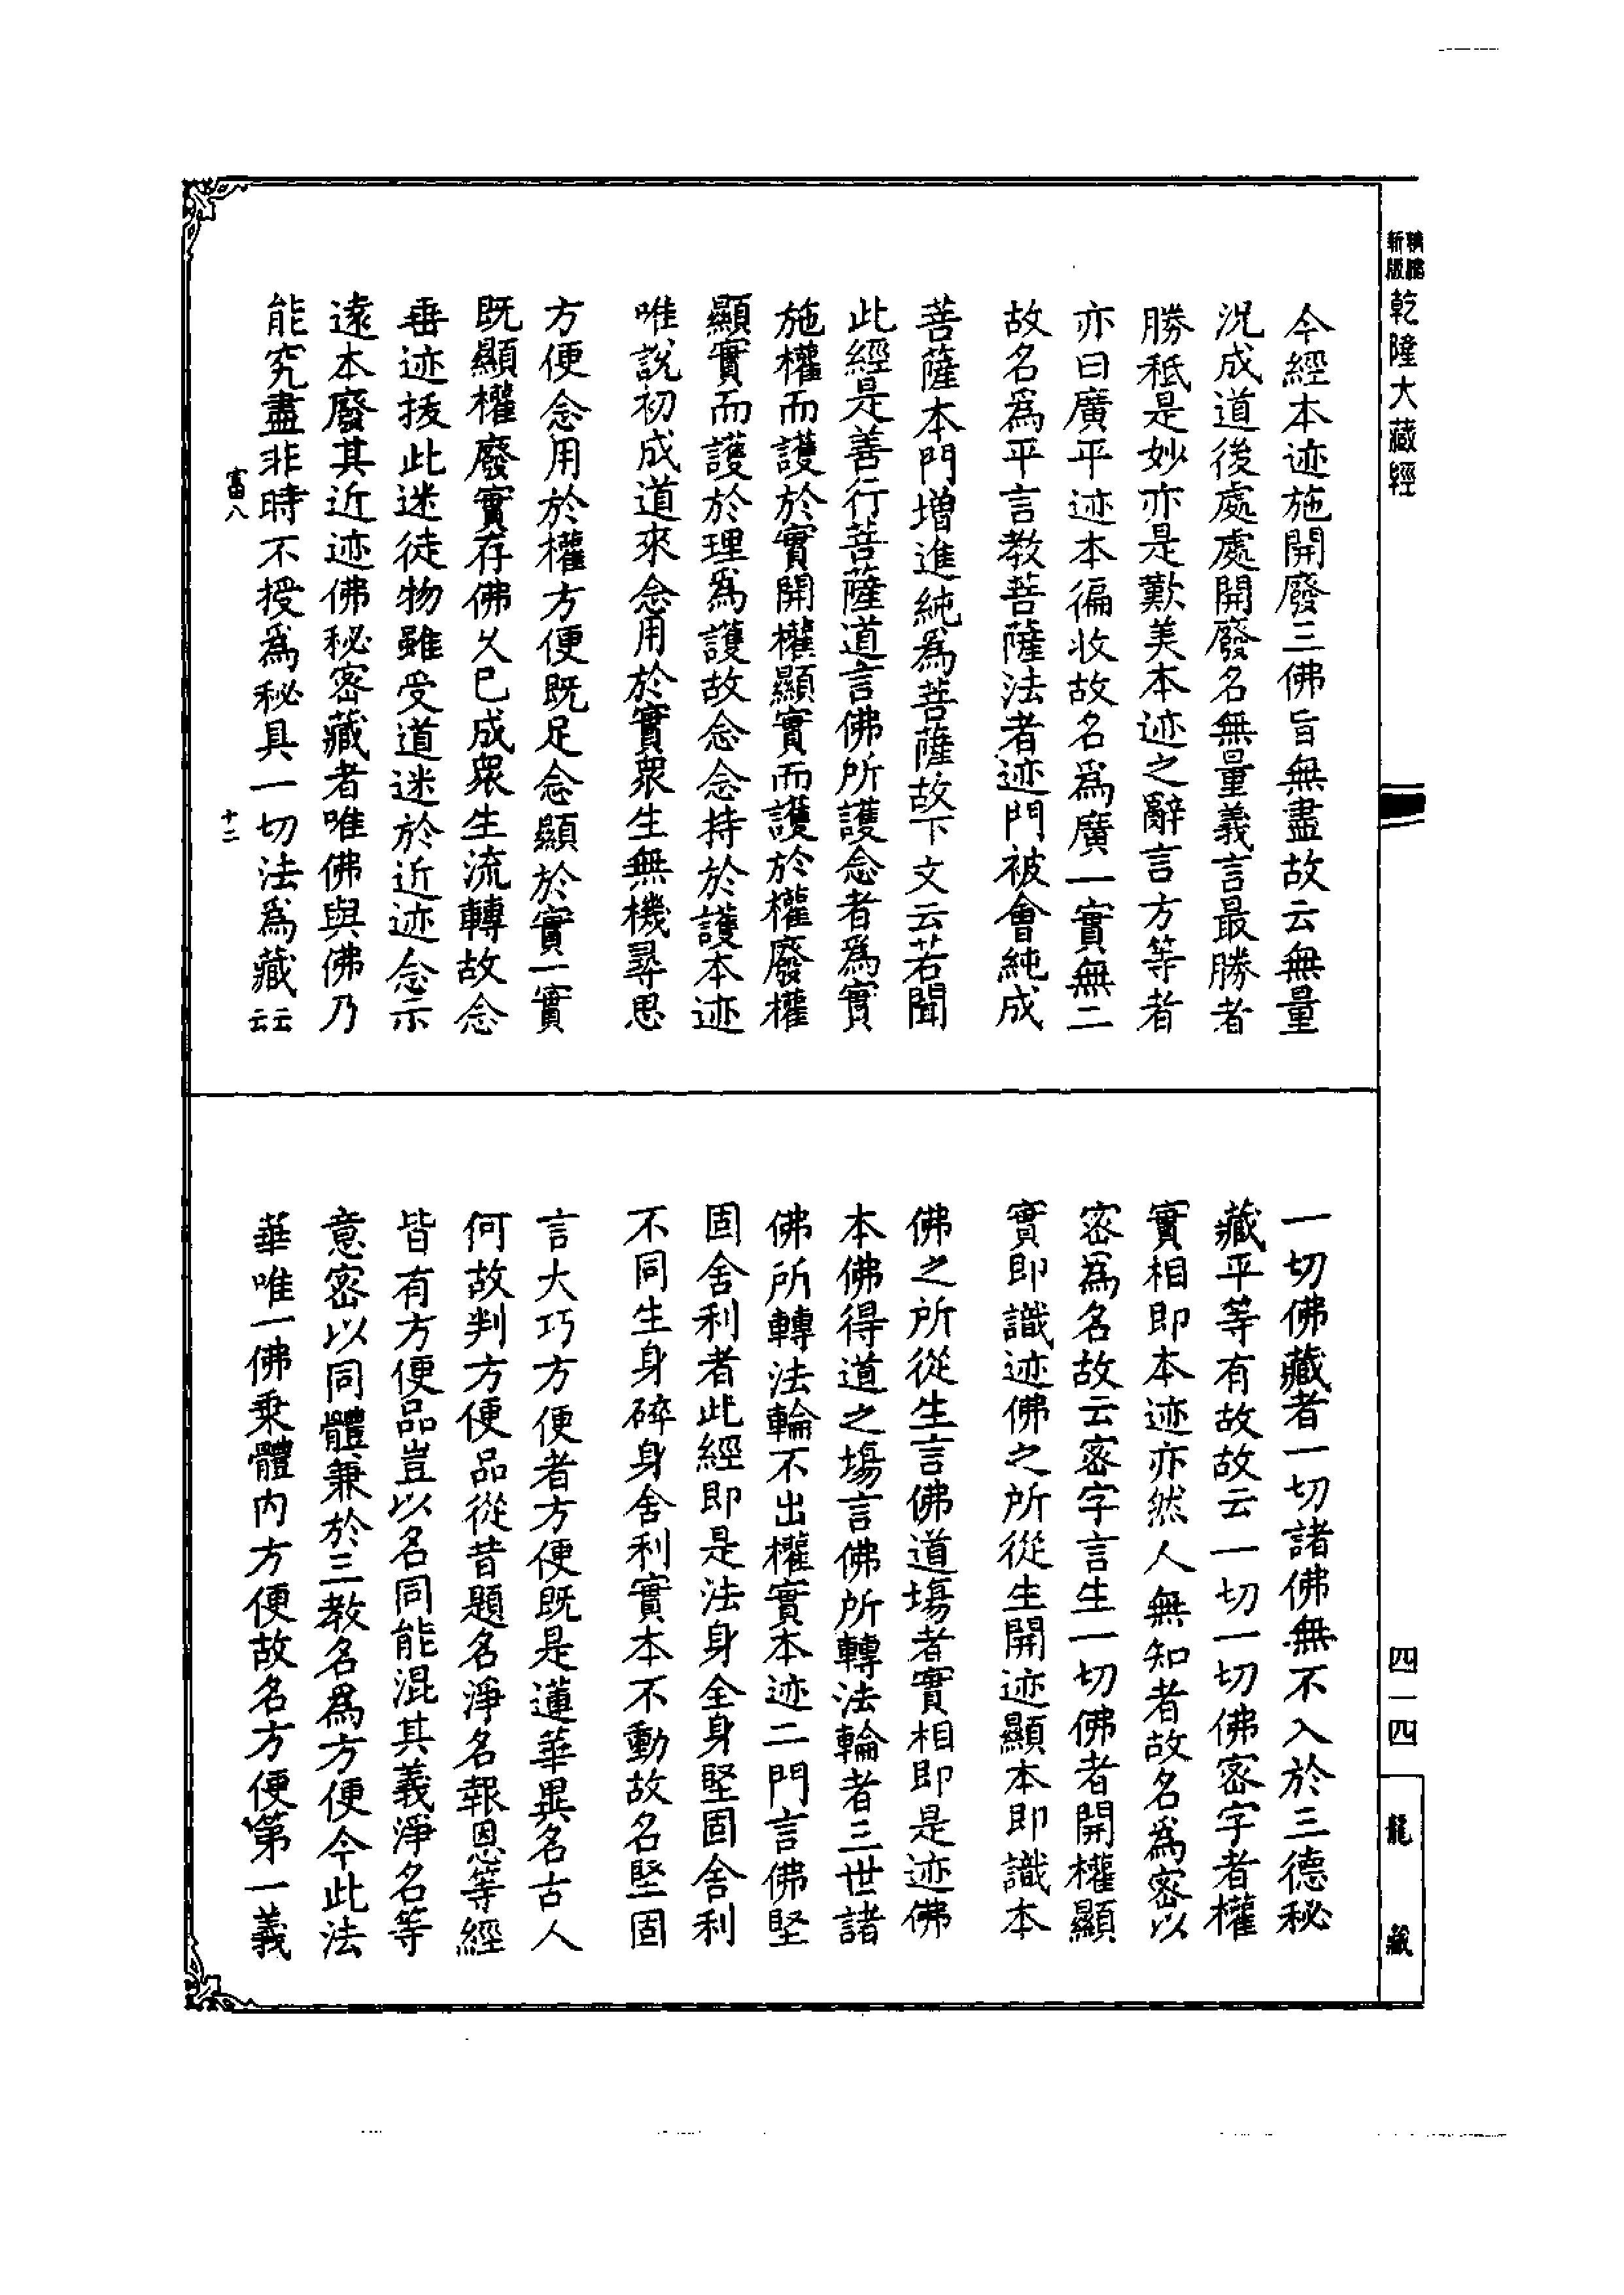 新版
乾隆大藏經
今經本迹施開廢三佛旨無盡故云無量
況成道後處處開廢名無量義言最勝者
勝秖是妙亦是歎美本迹之辭言方等者
亦曰廣平迹本徧收故名爲廣一實無二
故名爲平言教菩薩法者迹門被會純成
菩薩本門增進純爲菩薩故下文云若聞
此經是善行菩薩道言佛所護念者爲實
施權而護於實開權顯實而護於權廢權
顯實而護於理爲護故念念持於護本迹
唯說初成道來念用於實衆生無機尋思
方便念用於權方便既足念顯於實一實
既顯權廢實存佛久已成衆生流轉故念
垂迹拔此迷徒物雖受道迷於近迹念示
遠本廢其近迹佛秘密藏者唯佛與佛乃
能究盡非時不授爲秘具一切法爲藏云云
富八
十二
一切佛藏者一切諸佛無不入於三德秘
藏平等有故故云一切一切佛密字者權
實相即本迹亦然人無知者故名爲密以
密爲名故云密字言生一切佛者開權顯
實即識迹佛之所從生開迹顯本即識本
佛之所從生言佛道場者實相即是迹佛
本佛得道之場言佛所轉法輪者三世諸
佛所轉法輪不出權實本迹二門言佛堅
固舍利者此經即是法身全身堅固舍利
不同生身碎身舍利實本不動故名堅固
言大巧方便者方便既是蓮華異名古人
何故判方便品從昔題名淨名報恩等經
皆有方便品豈以名同能混其義淨名等
意密以同體兼於三教名爲方便今此法
華唯一佛乗體内方便故名方便第一義
四一四
龍藏